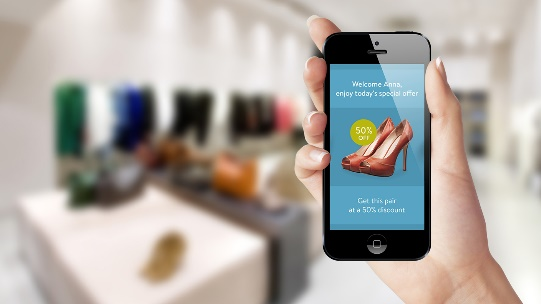 Welcome Anna,
enjoy today's special offer
50%
OFF
Get this pair
at a 50% discount